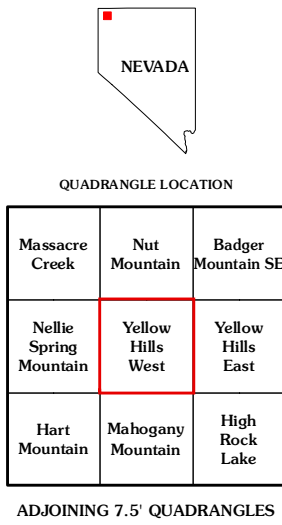 NEVADA
QUADRANGLE LOCATION
Massacre
Creek
Nut
Mountain
Badger
Mountain SE
Nellie
Spring
Mountain
Yellow
Hills
West
Yellow
Hills
East
Hart
Mountain
Mahogany
Mountain
High
Rock
Lake
ADJOINING 7.5' QUADRANGLES